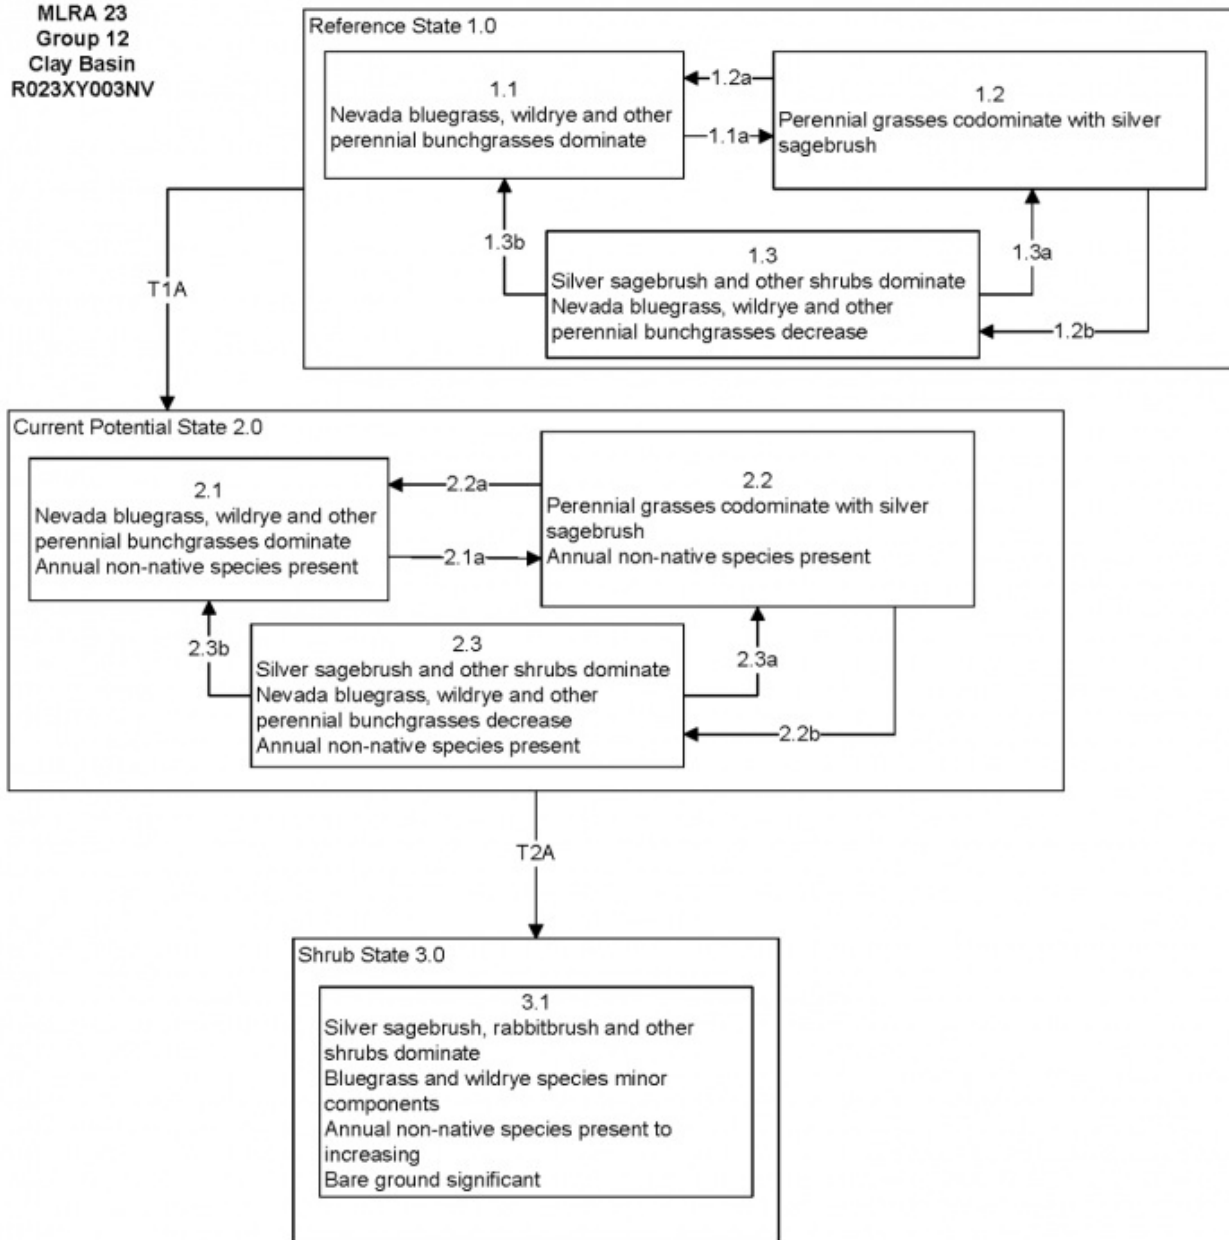 MLRA 23
Group 12
Clay Basin
R023XY003NV
Reference State 1.0
1.1
Nevada bluegrass, wildrye and other
perennial bunchgrasses dominate
1.2a
1.1a
1.2
Perennial grasses codominate with silver
sagebrush
1.3b
1.3
Silver sagebrush and other shrubs dominate
Nevada bluegrass, wildrye and other
perennial bunchgrasses decrease
1.3a
1.2b
T1A
Current Potential State 2.0
2.1
Nevada bluegrass, wildrye and other
perennial bunchgrasses dominate
Annual non-native species present
2.2a
2.1a
2.2
Perennial grasses codominate with silver
sagebrush
Annual non-native species present
2.3b
2.3
Silver sagebrush and other shrubs dominate
Nevada bluegrass, wildrye and other
perennial bunchgrasses decrease
Annual non-native species present
2.3a
2.2b
T2A
Shrub State 3.0
3.1
Silver sagebrush, rabbitbrush and other
shrubs dominate
Bluegrass and wildrye species minor
components
Annual non-native species present to
increasing
Bare ground significant